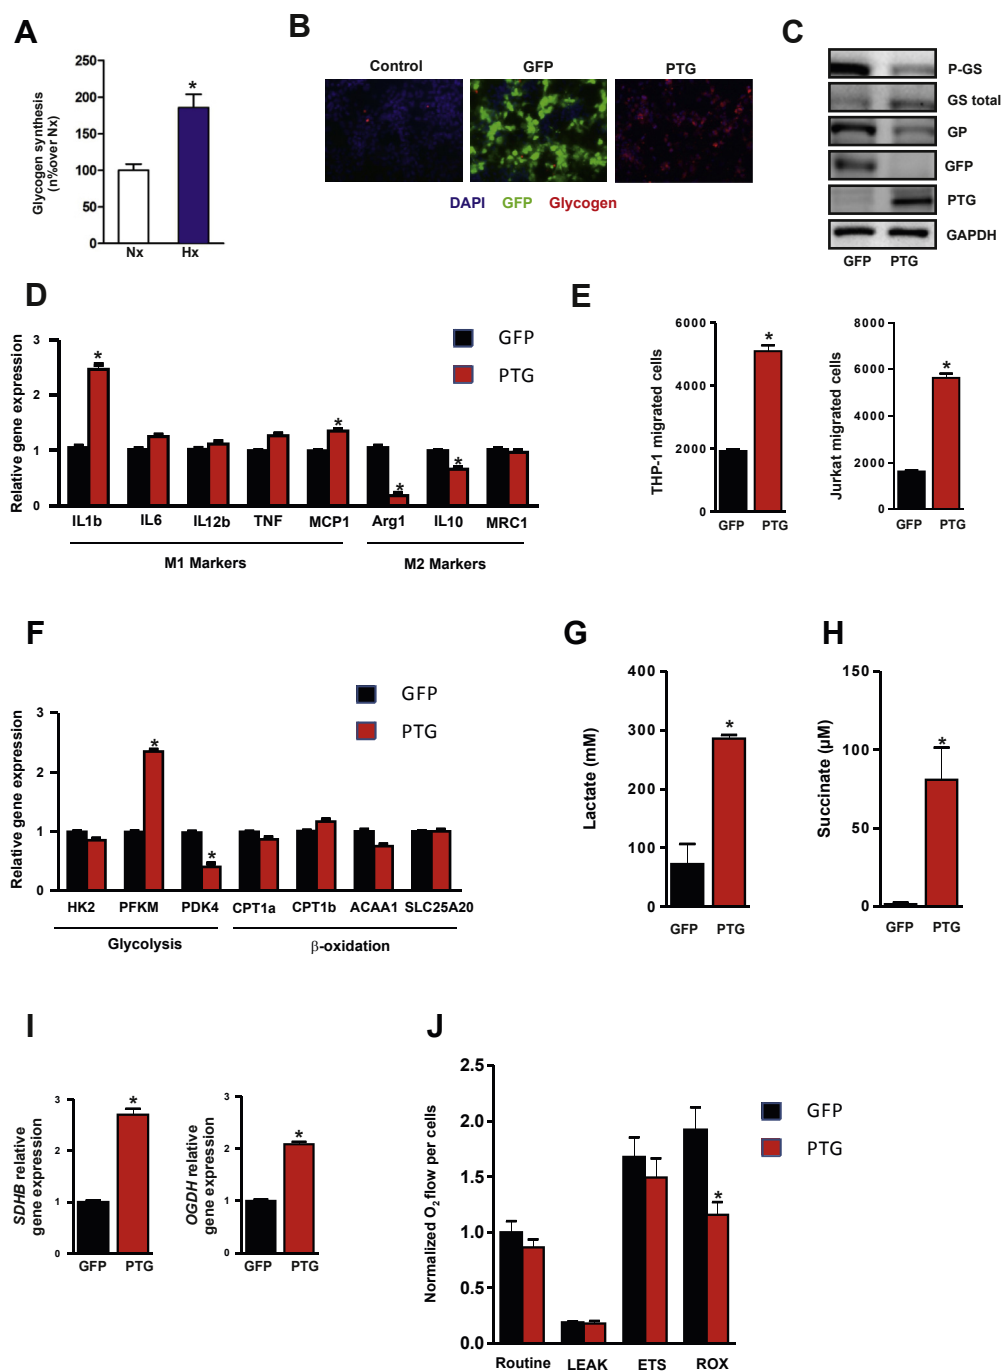 A
Glycogen synthesis
(n%over Nx)
250
200
150
100
50
0
*
Nx Hx
B
Control GFP PTG
DAPI GFP Glycogen
C
P-GS
GS total
GP
GFP
PTG
GAPDH
GFP PTG
D
Relative gene expression
3
2
1
0
GFP
PTG
* * * *
IL1b IL6 IL12b TNF MCP1 Arg1 IL10 MRC1
M1 Markers M2 Markers
E
THP-1 migrated cells
6000
4000
2000
0
*
GFP PTG
Jurkat migrated cells
8000
6000
4000
2000
0
*
GFP PTG
F
Relative gene expression
3
2
1
0
GFP
PTG
* *
HK2 PFKM PDK4 CPT1a CPT1b ACAA1 SLC25A20
Glycolysis β-oxidation
G
Lactate (mM)
400
300
200
100
0
*
GFP PTG
H
Succinate (µM)
150
100
50
0
*
GFP PTG
I
SDHB relative
gene expression
3
2
1
0
*
GFP PTG
OGDH relative
gene expression
3
2
1
0
*
GFP PTG
J
Normalized O₂ flow per cells
2.5
2.0
1.5
1.0
0.5
0.0
GFP
PTG
*
Routine LEAK ETS ROX